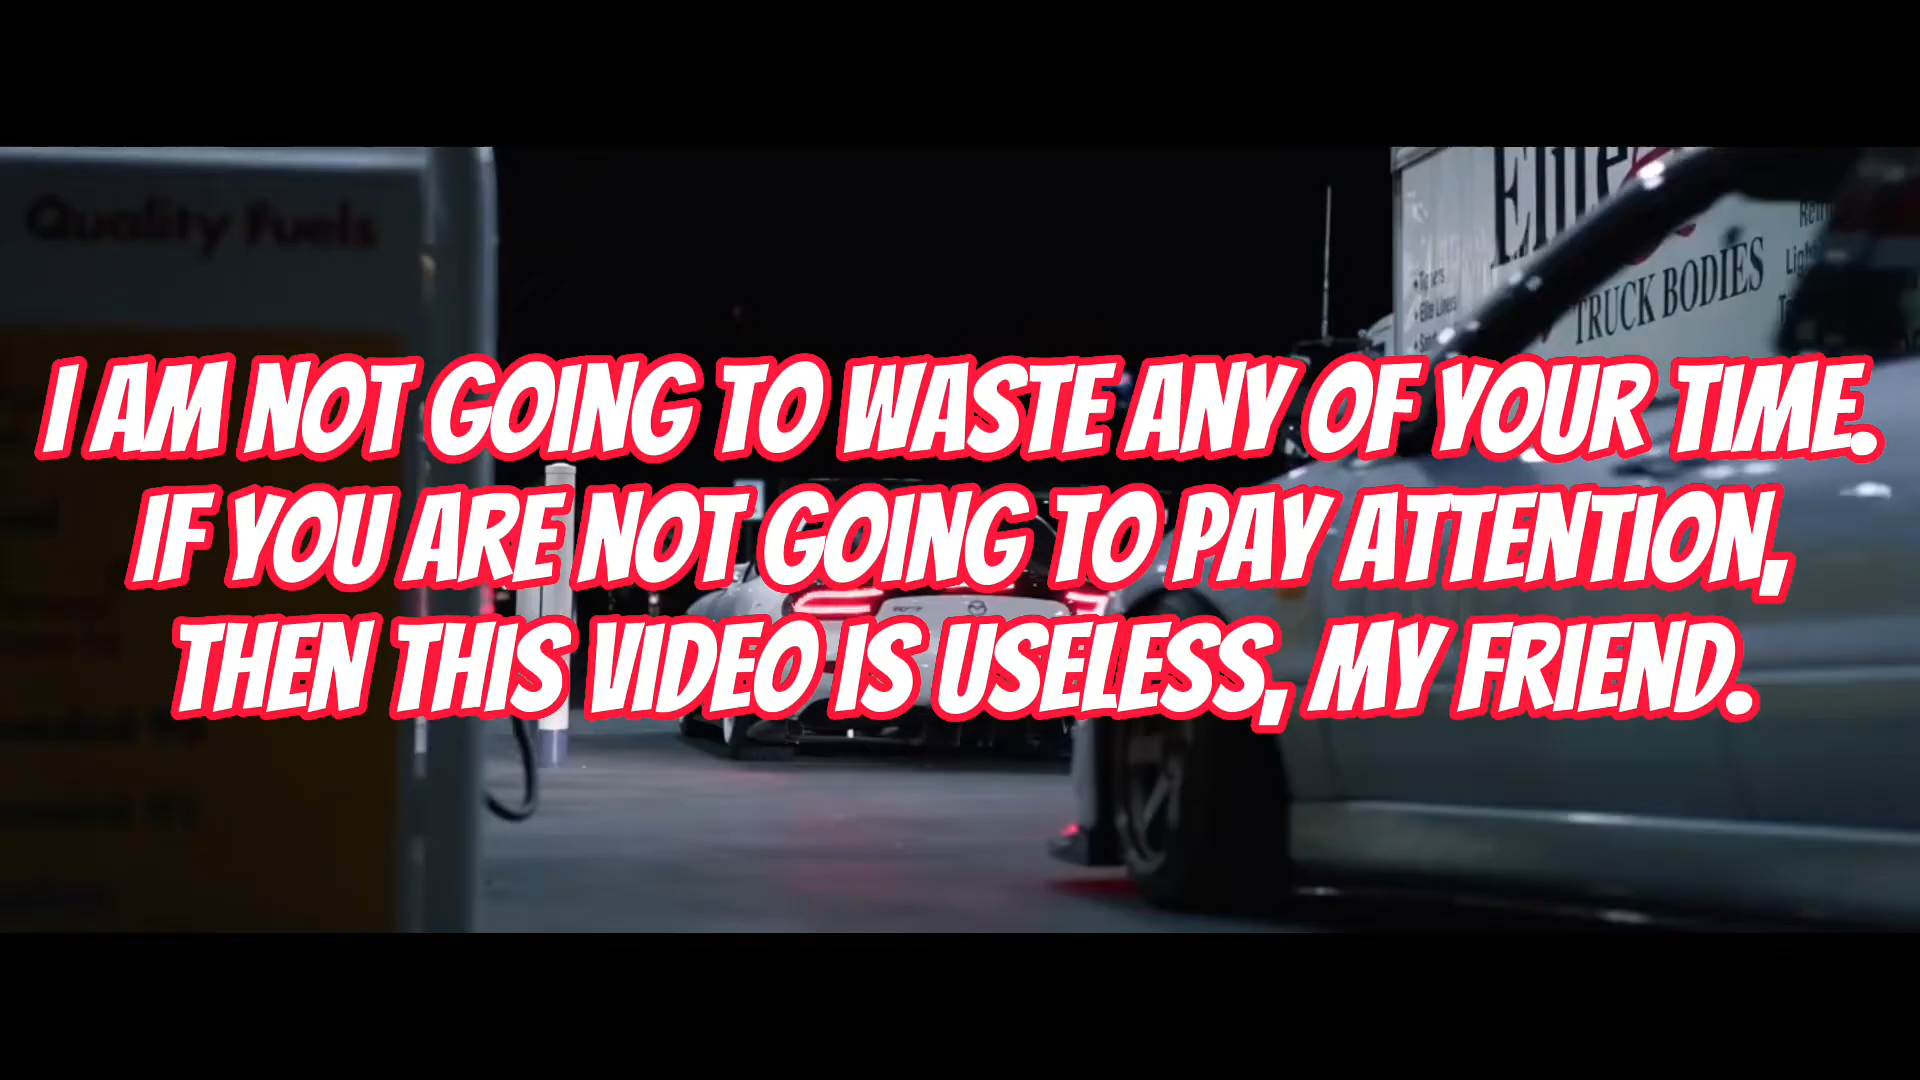 Quality Fuels
Elite
TRUCK BODIES
I AM NOT GOING TO WASTE ANY OF YOUR TIME.
IF YOU ARE NOT GOING TO PAY ATTENTION,
THEN THIS VIDEO IS USELESS, MY FRIEND.